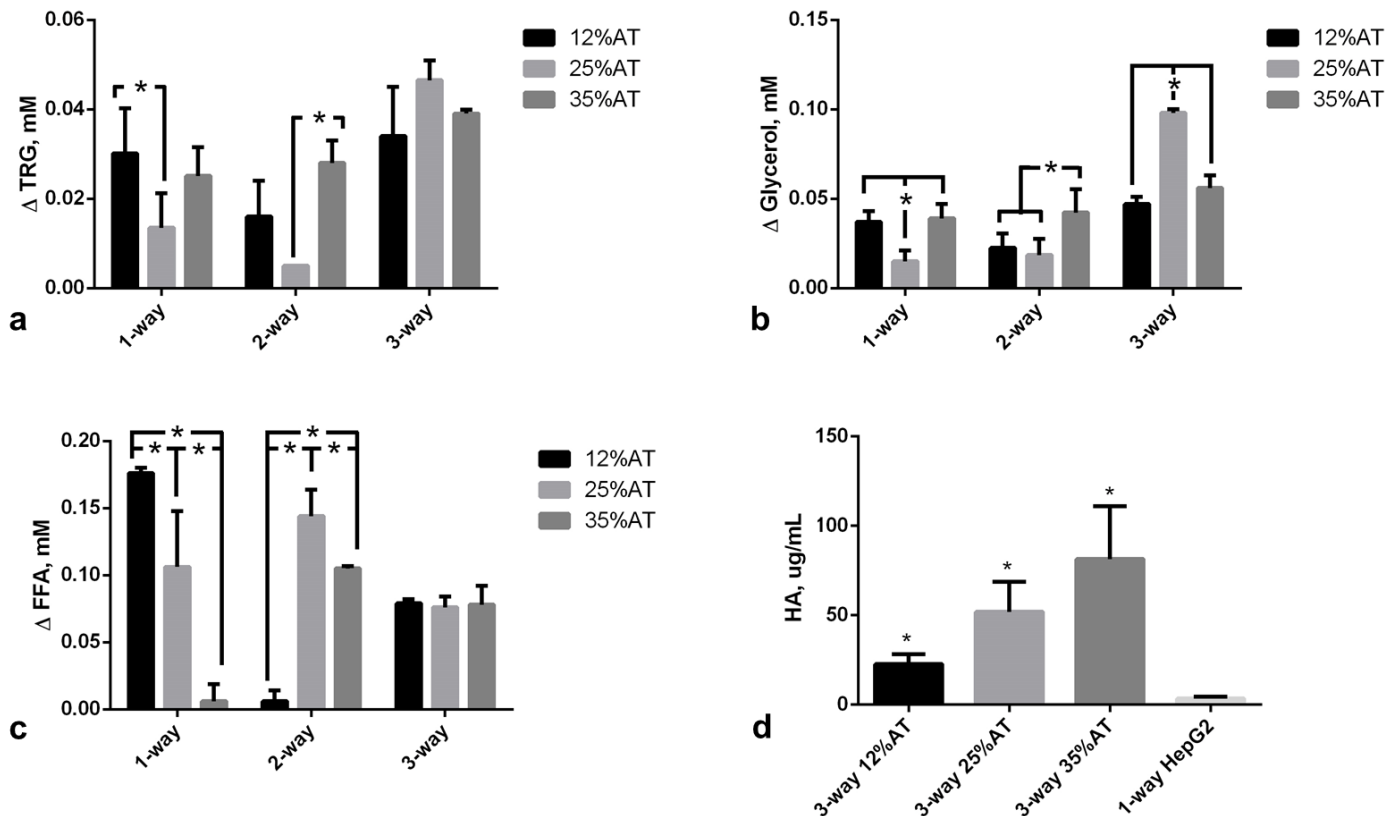 0.06
0.04
0.02
0.00
Δ TRG, mM
*
*
12%AT
25%AT
35%AT
1-way
2-way
3-way
a
0.15
0.10
0.05
0.00
Δ Glycerol, mM
*
*
*
12%AT
25%AT
35%AT
1-way
2-way
3-way
b
0.20
0.15
0.10
0.05
0.00
Δ FFA, mM
*
* *
*
* *
12%AT
25%AT
35%AT
1-way
2-way
3-way
c
150
100
50
0
HA, ug/mL
*
*
*
3-way 12%AT
3-way 25%AT
3-way 35%AT
1-way HepG2
d